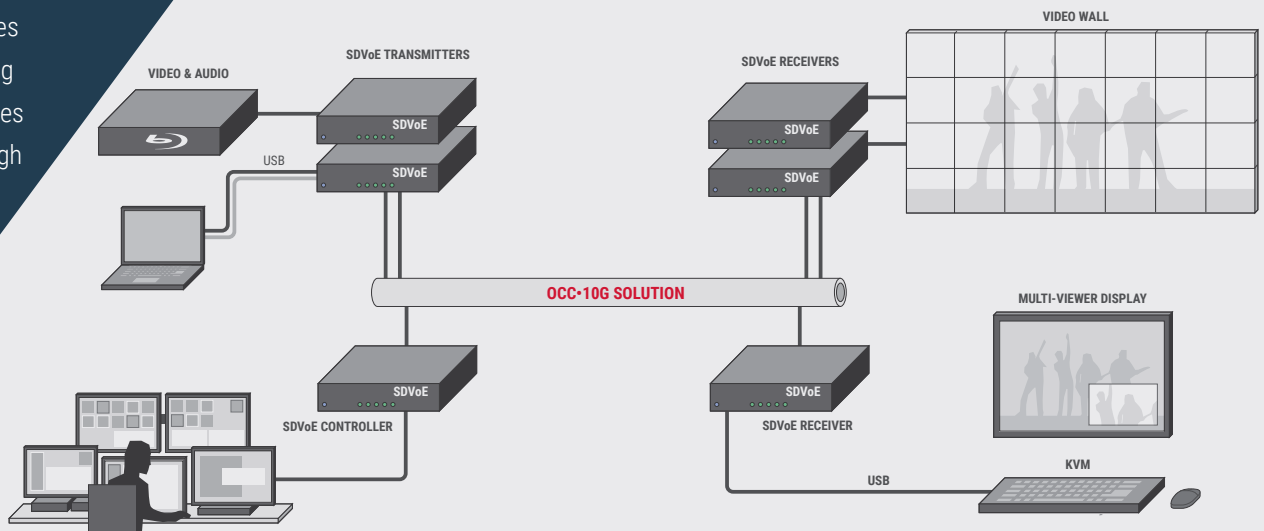 es
g
es
gh
VIDEO & AUDIO
SDVoE TRANSMITTERS
SDVoE
SDVoE
USB
SDVoE RECEIVERS
SDVoE
SDVoE
VIDEO WALL
OCC•10G SOLUTION
SDVoE
SDVoE CONTROLLER
SDVoE
SDVoE RECEIVER
MULTI-VIEWER DISPLAY
KVM
USB